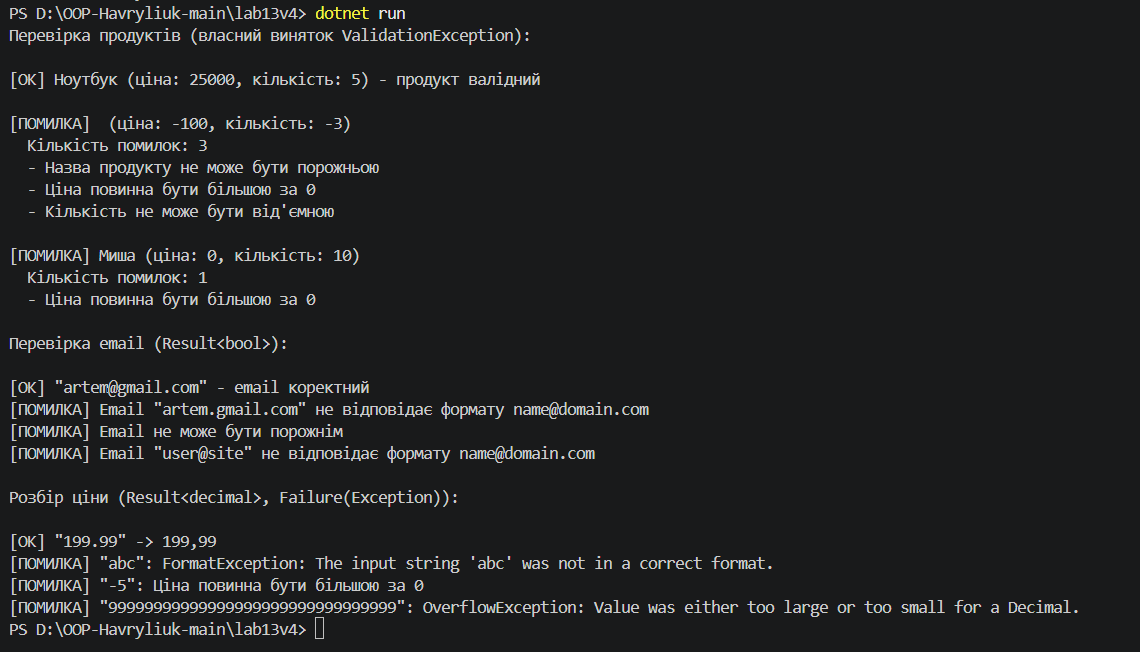 PS D:\OOP-Havryliuk-main\lab13v4> dotnet run
Перевірка продуктів (власний виняток ValidationException):
[OK] Ноутбук (ціна: 25000, кількість: 5) - продукт валідний
[ПОМИЛКА]  (ціна: -100, кількість: -3)
  Кількість помилок: 3
  - Назва продукту не може бути порожньою
  - Ціна повинна бути більшою за 0
  - Кількість не може бути від'ємною
[ПОМИЛКА] Миша (ціна: 0, кількість: 10)
  Кількість помилок: 1
  - Ціна повинна бути більшою за 0
Перевірка email (Result<bool>):
[OK] "artem@gmail.com" - email коректний
[ПОМИЛКА] Email "artem.gmail.com" не відповідає формату name@domain.com
[ПОМИЛКА] Email не може бути порожнім
[ПОМИЛКА] Email "user@site" не відповідає формату name@domain.com
Розбір ціни (Result<decimal>, Failure(Exception)):
[OK] "199.99" -> 199,99
[ПОМИЛКА] "abc": FormatException: The input string 'abc' was not in a correct format.
[ПОМИЛКА] "-5": Ціна повинна бути більшою за 0
[ПОМИЛКА] "99999999999999999999999999999999": OverflowException: Value was either too large or too small for a Decimal.
PS D:\OOP-Havryliuk-main\lab13v4>